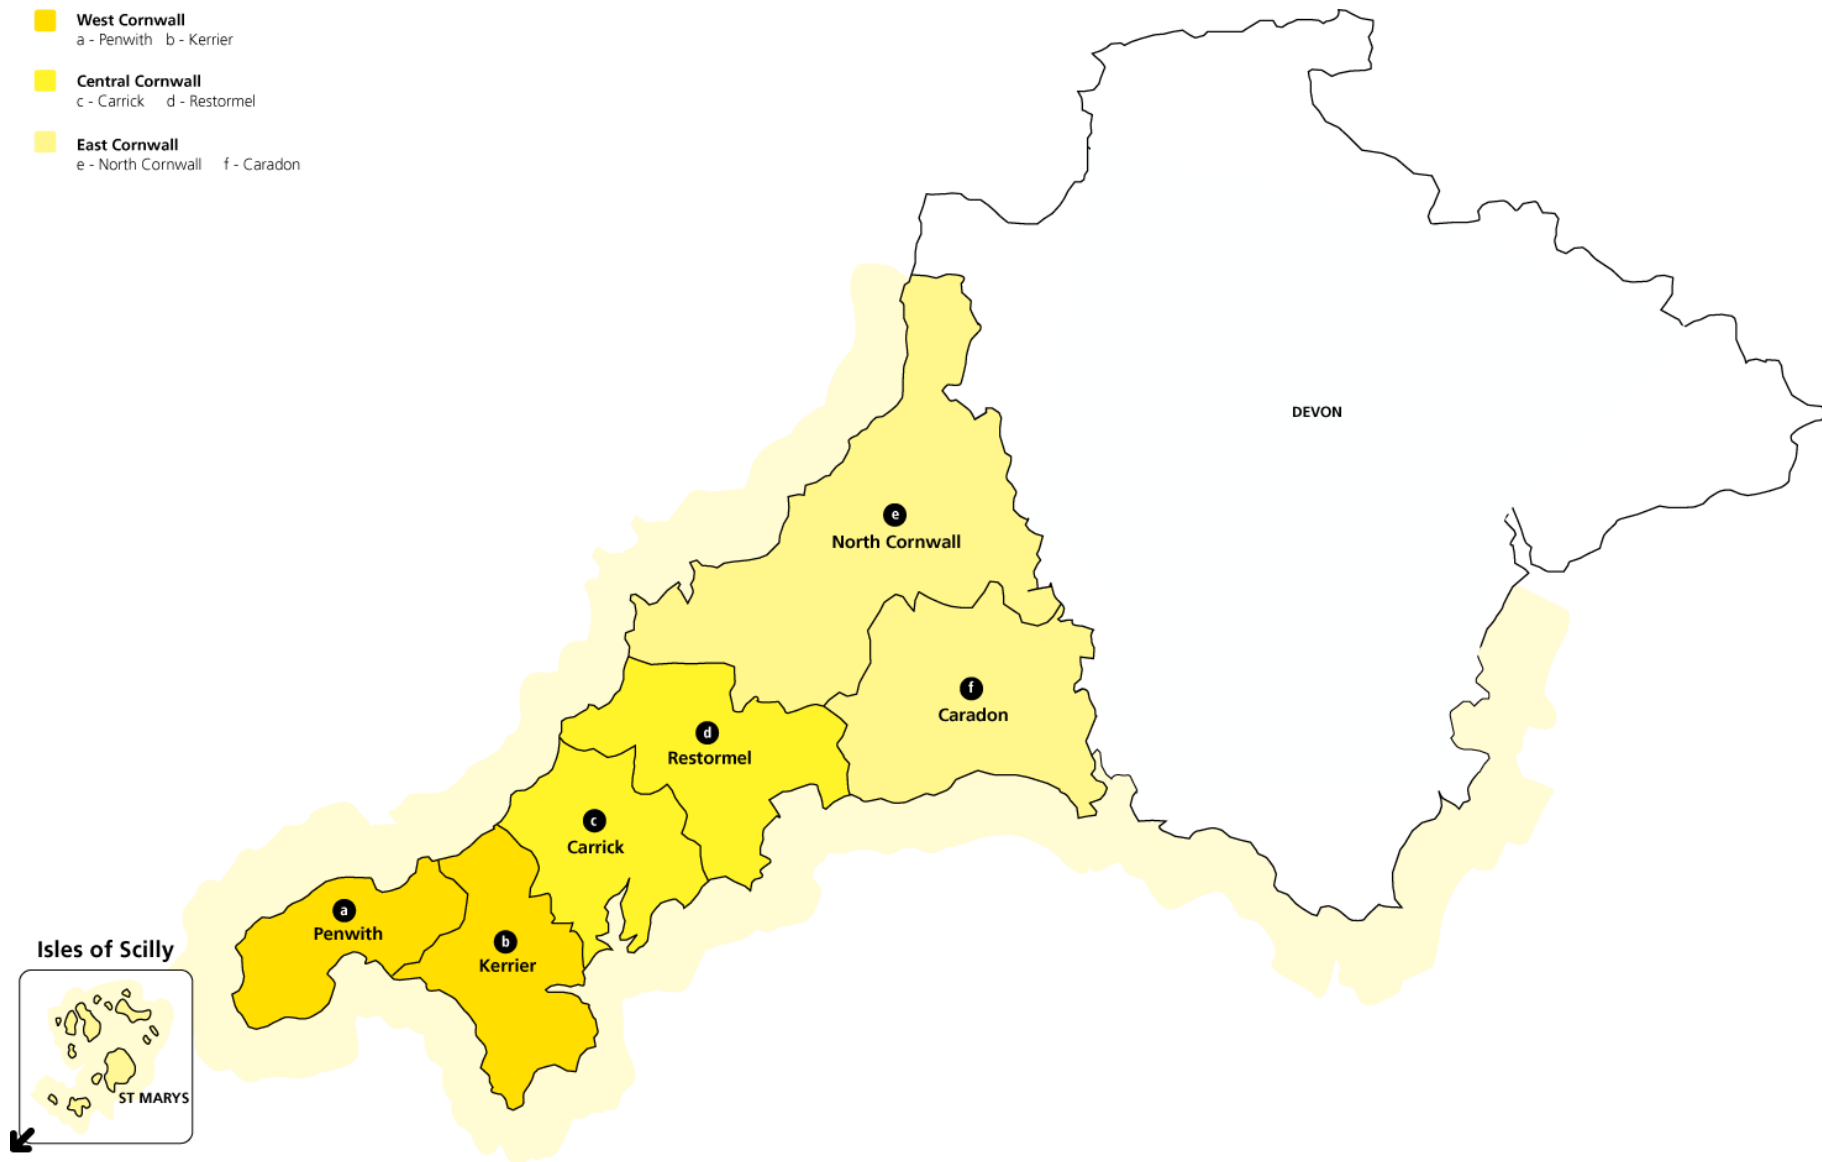 West Cornwall
a - Penwith b - Kerrier
Central Cornwall
c - Carrick d - Restormel
East Cornwall
e - North Cornwall f - Caradon
DEVON
e
North Cornwall
f
Caradon
d
Restormel
c
Carrick
a
Penwith
b
Kerrier
Isles of Scilly
ST MARYS